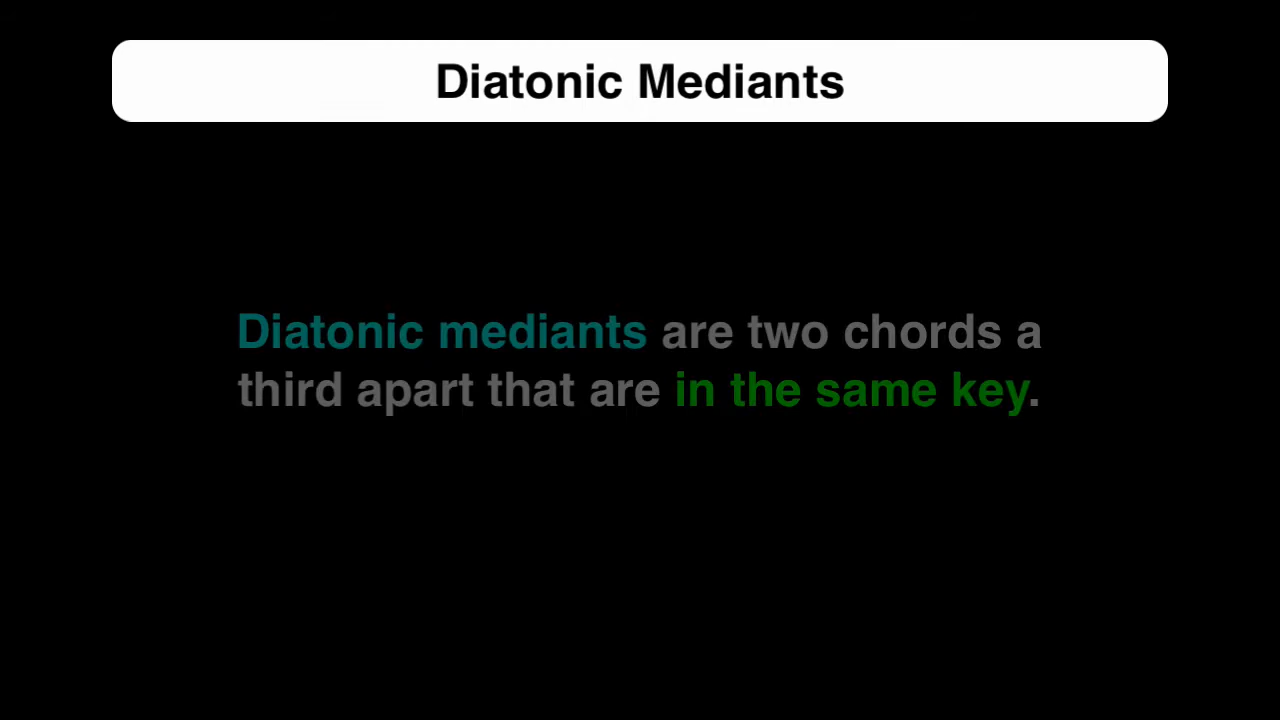 Diatonic Mediants
Diatonic mediants are two chords a
third apart that are in the same key.